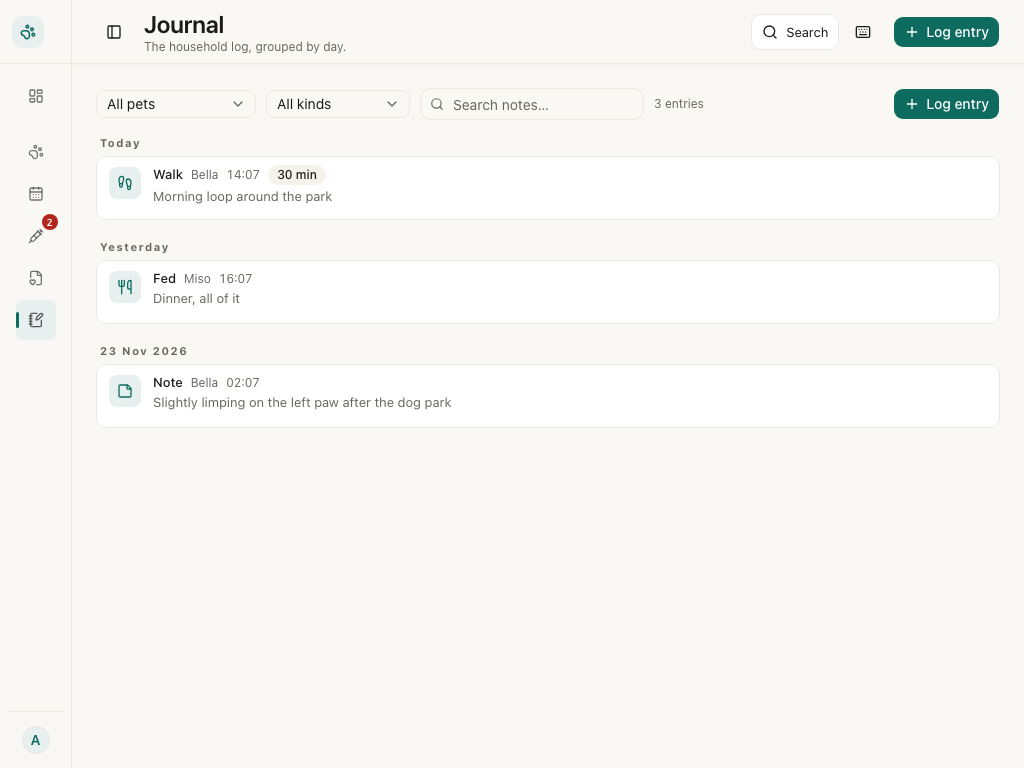 Journal
The household log, grouped by day.
Search
Log entry
All pets
All kinds
Search notes…
3 entries
Log entry
Today
Walk Bella 14:07 30 min
Morning loop around the park
2
Yesterday
Fed Miso 16:07
Dinner, all of it
23 Nov 2026
Note Bella 02:07
Slightly limping on the left paw after the dog park
A